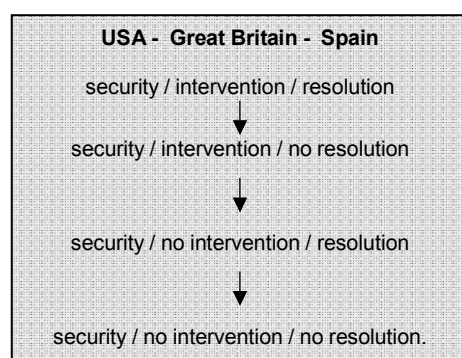 USA - Great Britain - Spain
security / intervention / resolution
security / intervention / no resolution
security / no intervention / resolution
security / no intervention / no resolution.